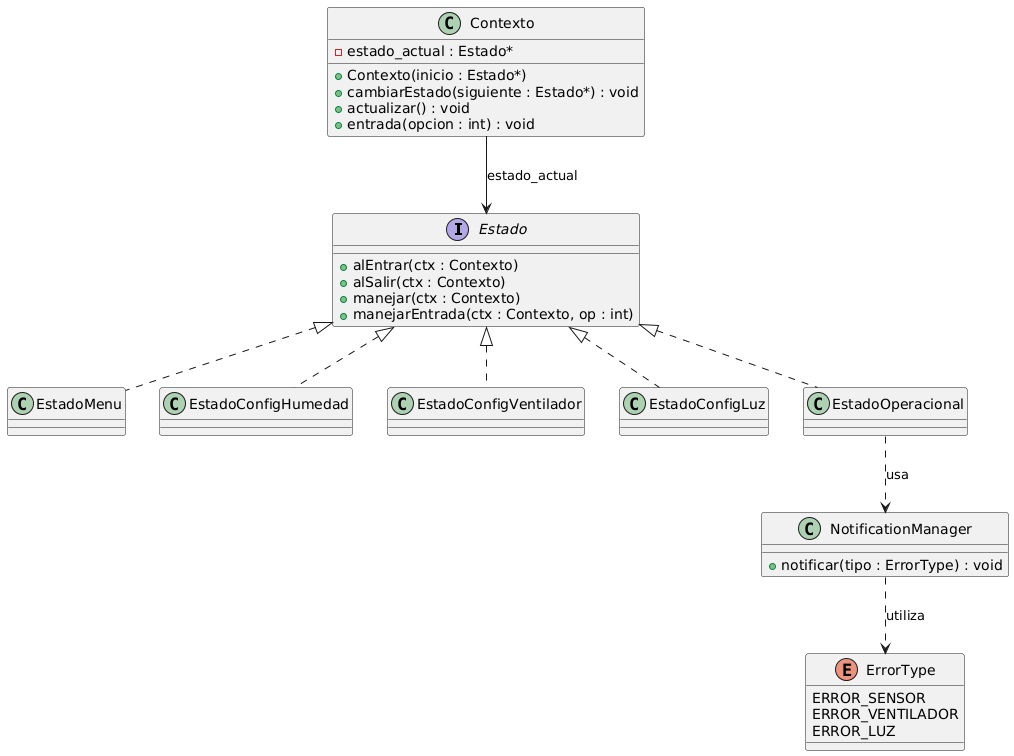 C Contexto
estado_actual : Estado*
Contexto(inicio : Estado*)
cambiarEstado(siguiente : Estado*) : void
actualizar() : void
entrada(opcion : int) : void
estado_actual
I Estado
alEntrar(ctx : Contexto)
alSalir(ctx : Contexto)
manejar(ctx : Contexto)
manejarEntrada(ctx : Contexto, op : int)
C EstadoMenu
C EstadoConfigHumedad
C EstadoConfigVentilador
C EstadoConfigLuz
C EstadoOperacional
usa
C NotificationManager
notificar(tipo : ErrorType) : void
utiliza
E ErrorType
ERROR_SENSOR
ERROR_VENTILADOR
ERROR_LUZ